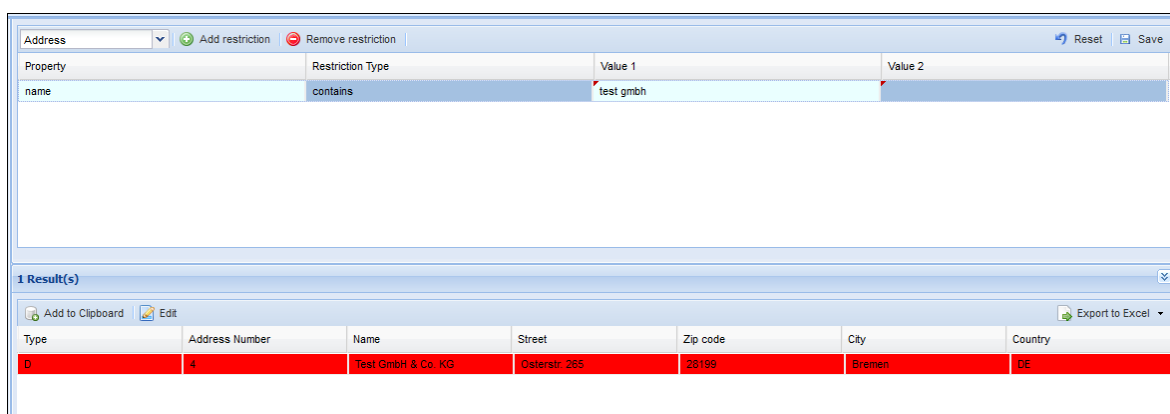 Address Add restriction Remove restriction Reset Save
Property Restriction Type Value 1 Value 2
name contains test gmbh
1 Result(s)
Add to Clipboard Edit Export to Excel
Type Address Number Name Street Zip code City Country
D 4 Test GmbH & Co. KG Osterstr. 265 28199 Bremen DE